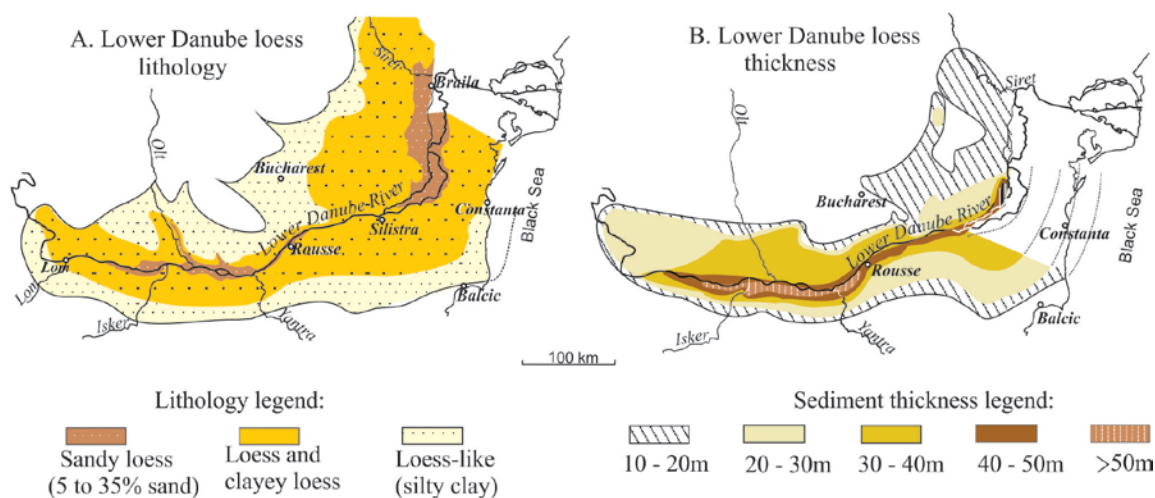 A. Lower Danube loess
lithology
Siret
Braila
Olt
Bucharest
Lower Danube River
Constanta
Silistra
Rausse
Black Sea
Lom
Lom
Balcic
Isker
Yantra
B. Lower Danube loess
thickness
Siret
Olt
Bucharest
Lower Danube River
Constanta
Black Sea
Rousse
Balcic
Isker
Yantra
100 km
Lithology legend:
Sandy loess
(5 to 35% sand)
Loess and
clayey loess
Loess-like
(silty clay)
Sediment thickness legend:
10 - 20m
20 - 30m
30 - 40m
40 - 50m
>50m